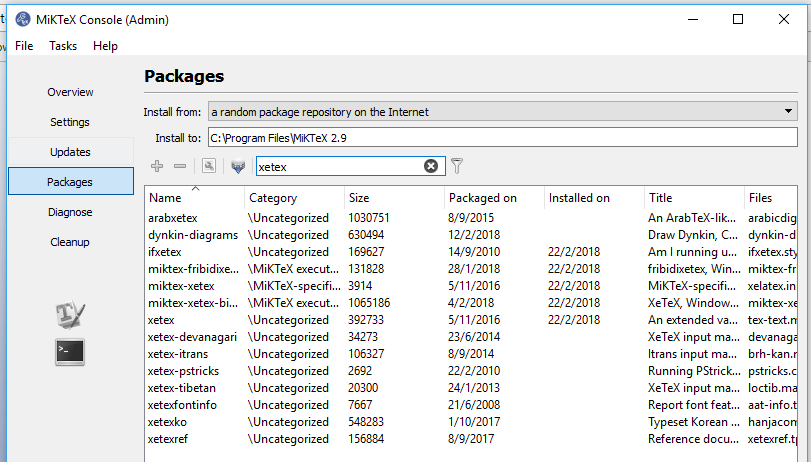 MiKTeX Console (Admin)
File Tasks Help
Overview
Settings
Updates
Packages
Diagnose
Cleanup
Packages
Install from: a random package repository on the Internet
Install to: C:\Program Files\MiKTeX 2.9
xetex
Name Category Size Packaged on Installed on Title Files
arabxetex \Uncategorized 1030751 8/9/2015 An ArabTeX-lik... arabicdig
dynkin-diagrams \Uncategorized 630494 12/2/2018 Draw Dynkin, C... dynkin-d
ifxetex \Uncategorized 169627 14/9/2010 22/2/2018 Am I running u... ifxetex.sty
miktex-fribidixe... \MiKTeX execut... 131828 28/1/2018 22/2/2018 fribidixetex, Win... miktex-fr
miktex-xetex \MiKTeX-specifi... 3914 5/11/2016 22/2/2018 MiKTeX-specific... xelatex.in
miktex-xetex-bi... \MiKTeX execut... 1065186 4/2/2018 22/2/2018 XeTeX, Window... miktex-xe
xetex \Uncategorized 392733 5/11/2016 22/2/2018 An extended va... tex-text.m
xetex-devanagari \Uncategorized 34273 23/6/2014 XeTeX input ma... devanaga
xetex-itrans \Uncategorized 106327 8/9/2014 Itrans input ma... brh-kan.m
xetex-pstricks \Uncategorized 2692 22/2/2010 Running PStrick... pstricks.c
xetex-tibetan \Uncategorized 20300 24/1/2013 XeTeX input ma... loctib.ma
xetexfontinfo \Uncategorized 7667 21/6/2008 Report font feat... aat-info.t
xetexko \Uncategorized 548283 1/10/2017 Typeset Korean ... hanjacom
xetexref \Uncategorized 156884 8/9/2017 Reference docu... xetexref.tp